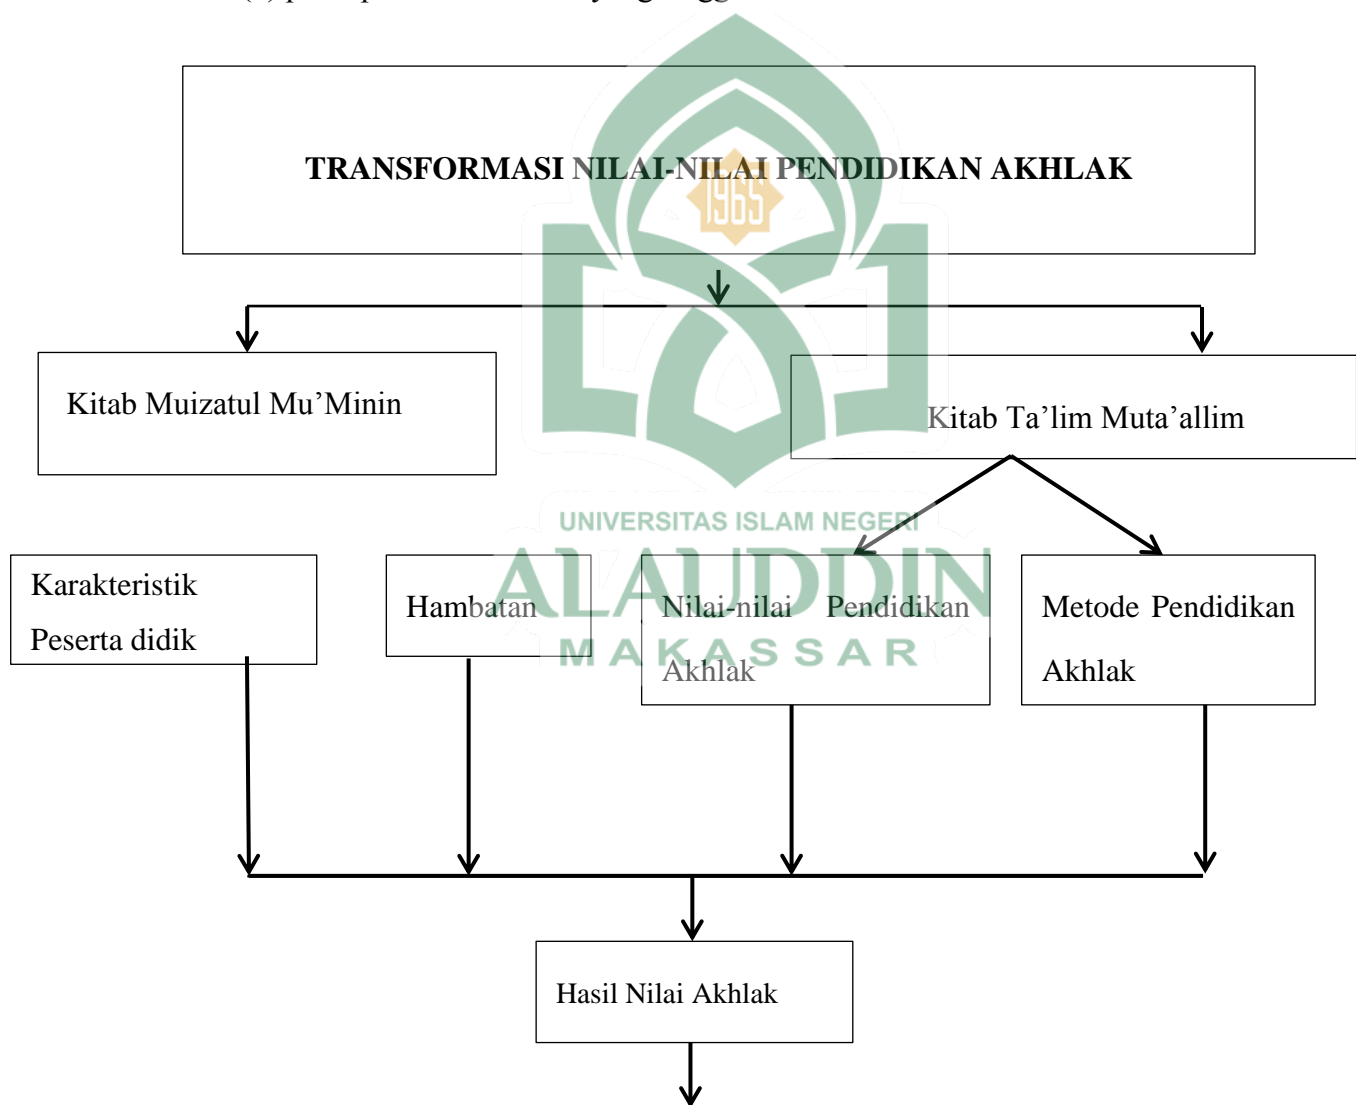 TRANSFORMASI NILAI-NILAI PENDIDIKAN AKHLAK
1965
Kitab Muizatul Mu’Minin
Kitab Ta’lim Muta’allim
UNIVERSITAS ISLAM NEGERI
ALAUDDIN
MAKASSAR
Karakteristik
Peserta didik
Hambatan
Nilai-nilai Pendidikan
Akhlak
Metode Pendidikan
Akhlak
Hasil Nilai Akhlak